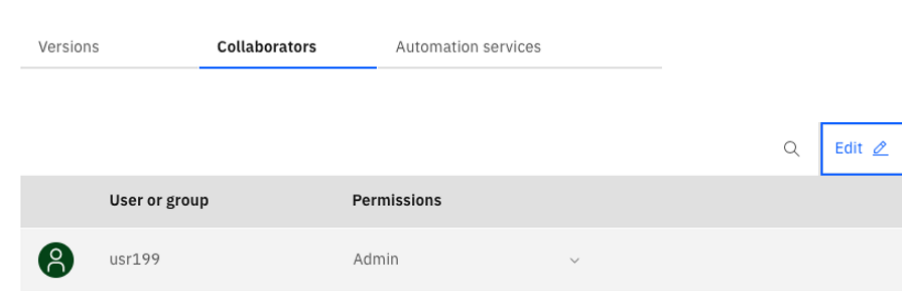 Versions Collaborators Automation services
Edit
User or group Permissions
usr199 Admin